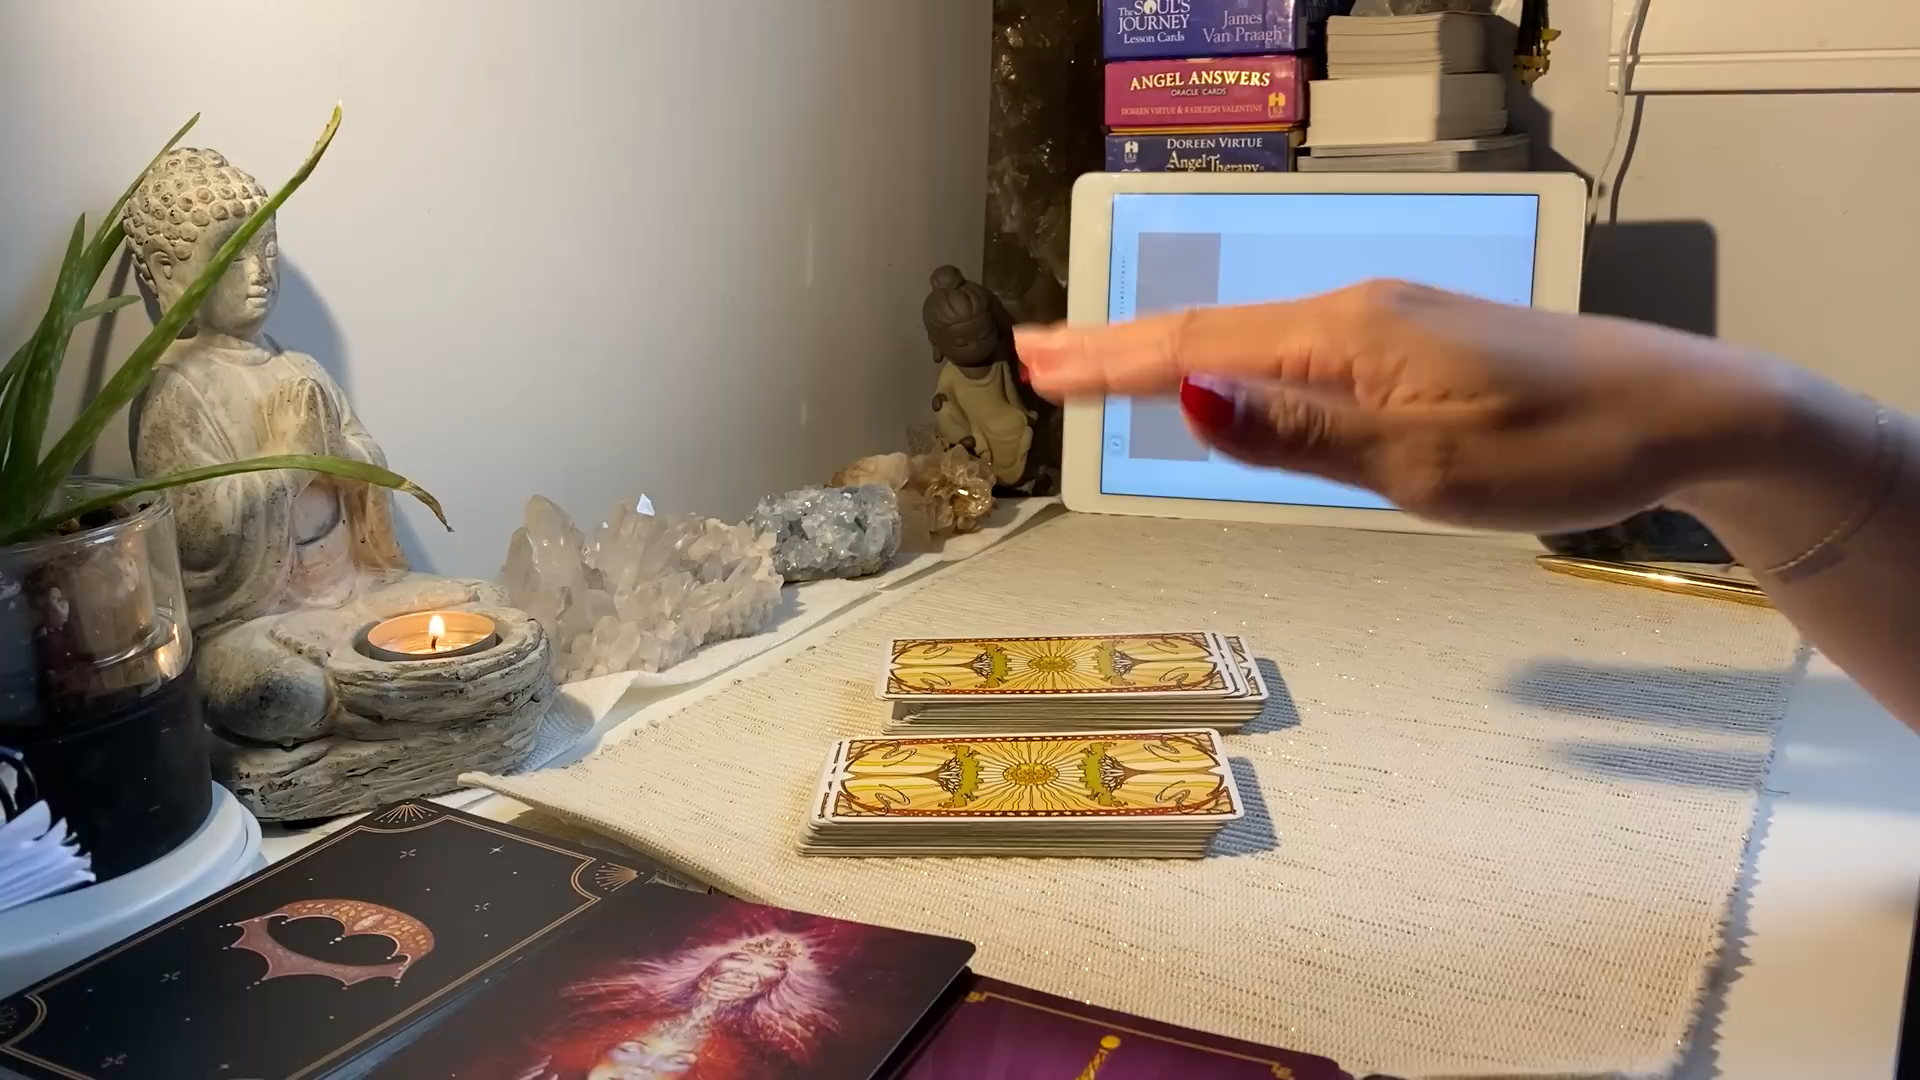 The SOUL'S
JOURNEY
Lesson Cards
James
Van Praagh
ANGEL ANSWERS
ORACLE CARDS
DOREEN VIRTUE & RADLEIGH VALENTINE
DOREEN VIRTUE
Angel Therapy